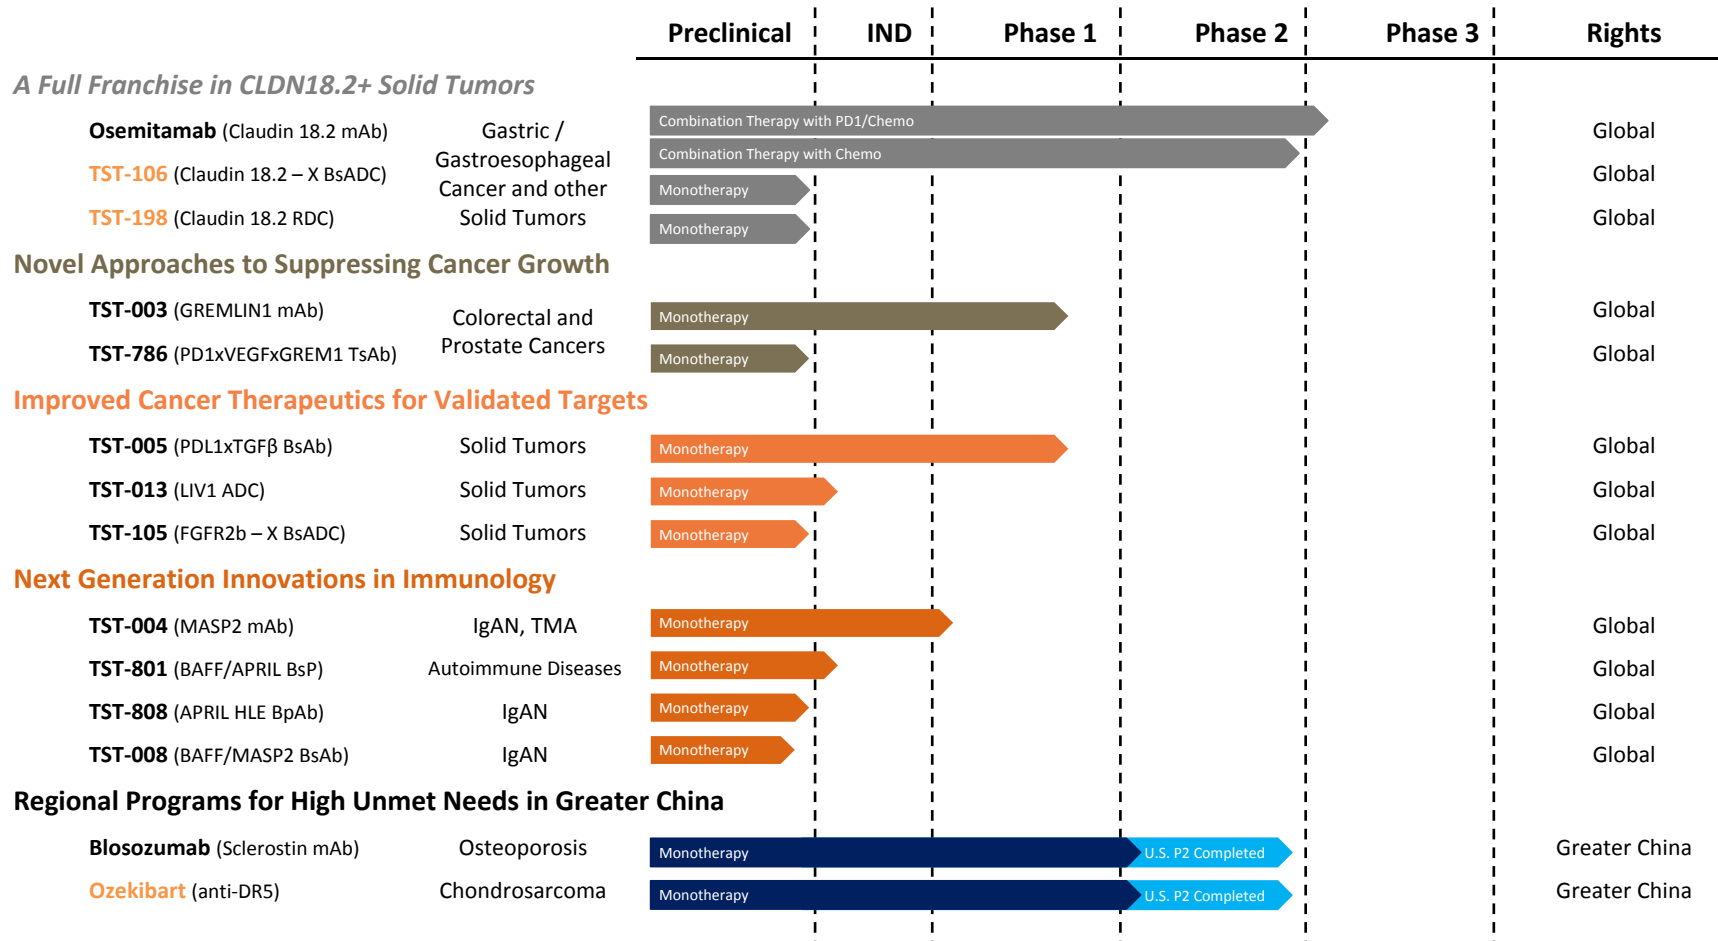 Preclinical IND Phase 1 Phase 2 Phase 3 Rights
A Full Franchise in CLDN18.2+ Solid Tumors
Osemitamab (Claudin 18.2 mAb)
TST-106 (Claudin 18.2 – X BsADC)
TST-198 (Claudin 18.2 RDC)
Gastric /
Gastroesophageal
Cancer and other
Solid Tumors
Combination Therapy with PD1/Chemo
Combination Therapy with Chemo
Monotherapy
Monotherapy
Global
Global
Global
Novel Approaches to Suppressing Cancer Growth
TST-003 (GREMLIN1 mAb)
TST-786 (PD1xVEGFxGREM1 TsAb)
Colorectal and
Prostate Cancers
Monotherapy
Monotherapy
Global
Global
Improved Cancer Therapeutics for Validated Targets
TST-005 (PDL1xTGFβ BsAb) Solid Tumors Monotherapy Global
TST-013 (LIV1 ADC) Solid Tumors Monotherapy Global
TST-105 (FGFR2b – X BsADC) Solid Tumors Monotherapy Global
Next Generation Innovations in Immunology
TST-004 (MASP2 mAb) IgAN, TMA Monotherapy Global
TST-801 (BAFF/APRIL BsP) Autoimmune Diseases Monotherapy Global
TST-808 (APRIL HLE BpAb) IgAN Monotherapy Global
TST-008 (BAFF/MASP2 BsAb) IgAN Monotherapy Global
Regional Programs for High Unmet Needs in Greater China
Blosozumab (Sclerostin mAb) Osteoporosis Monotherapy U.S. P2 Completed Greater China
Ozekibart (anti-DR5) Chondrosarcoma Monotherapy U.S. P2 Completed Greater China